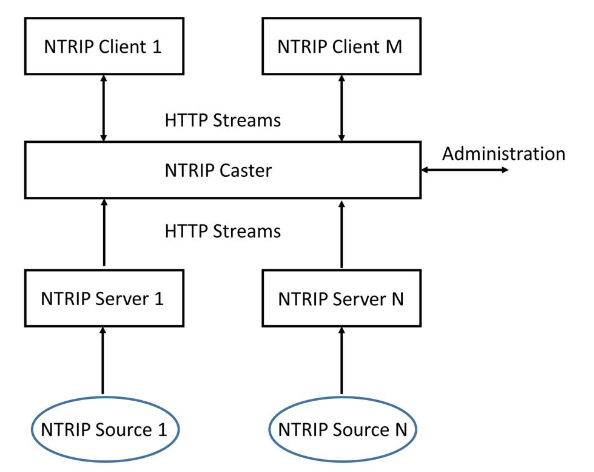 NTRIP Client 1
NTRIP Client M
HTTP Streams
Administration
NTRIP Caster
HTTP Streams
NTRIP Server 1
NTRIP Server N
NTRIP Source 1
NTRIP Source N